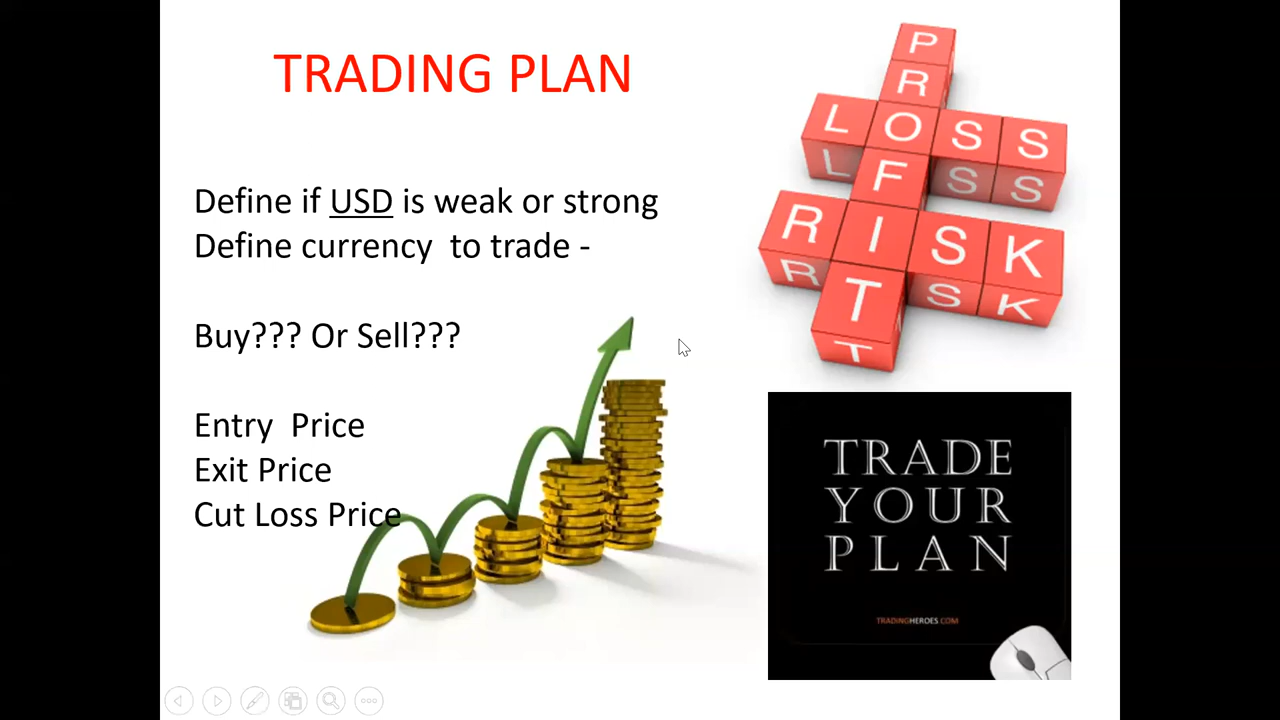 TRADING PLAN
Define if USD is weak or strong
Define currency  to trade -
Buy??? Or Sell???
Entry  Price
Exit Price
Cut Loss Price
PROFIT
LOSS
RISK
TRADE
YOUR
PLAN
TRADINGHEROES.COM